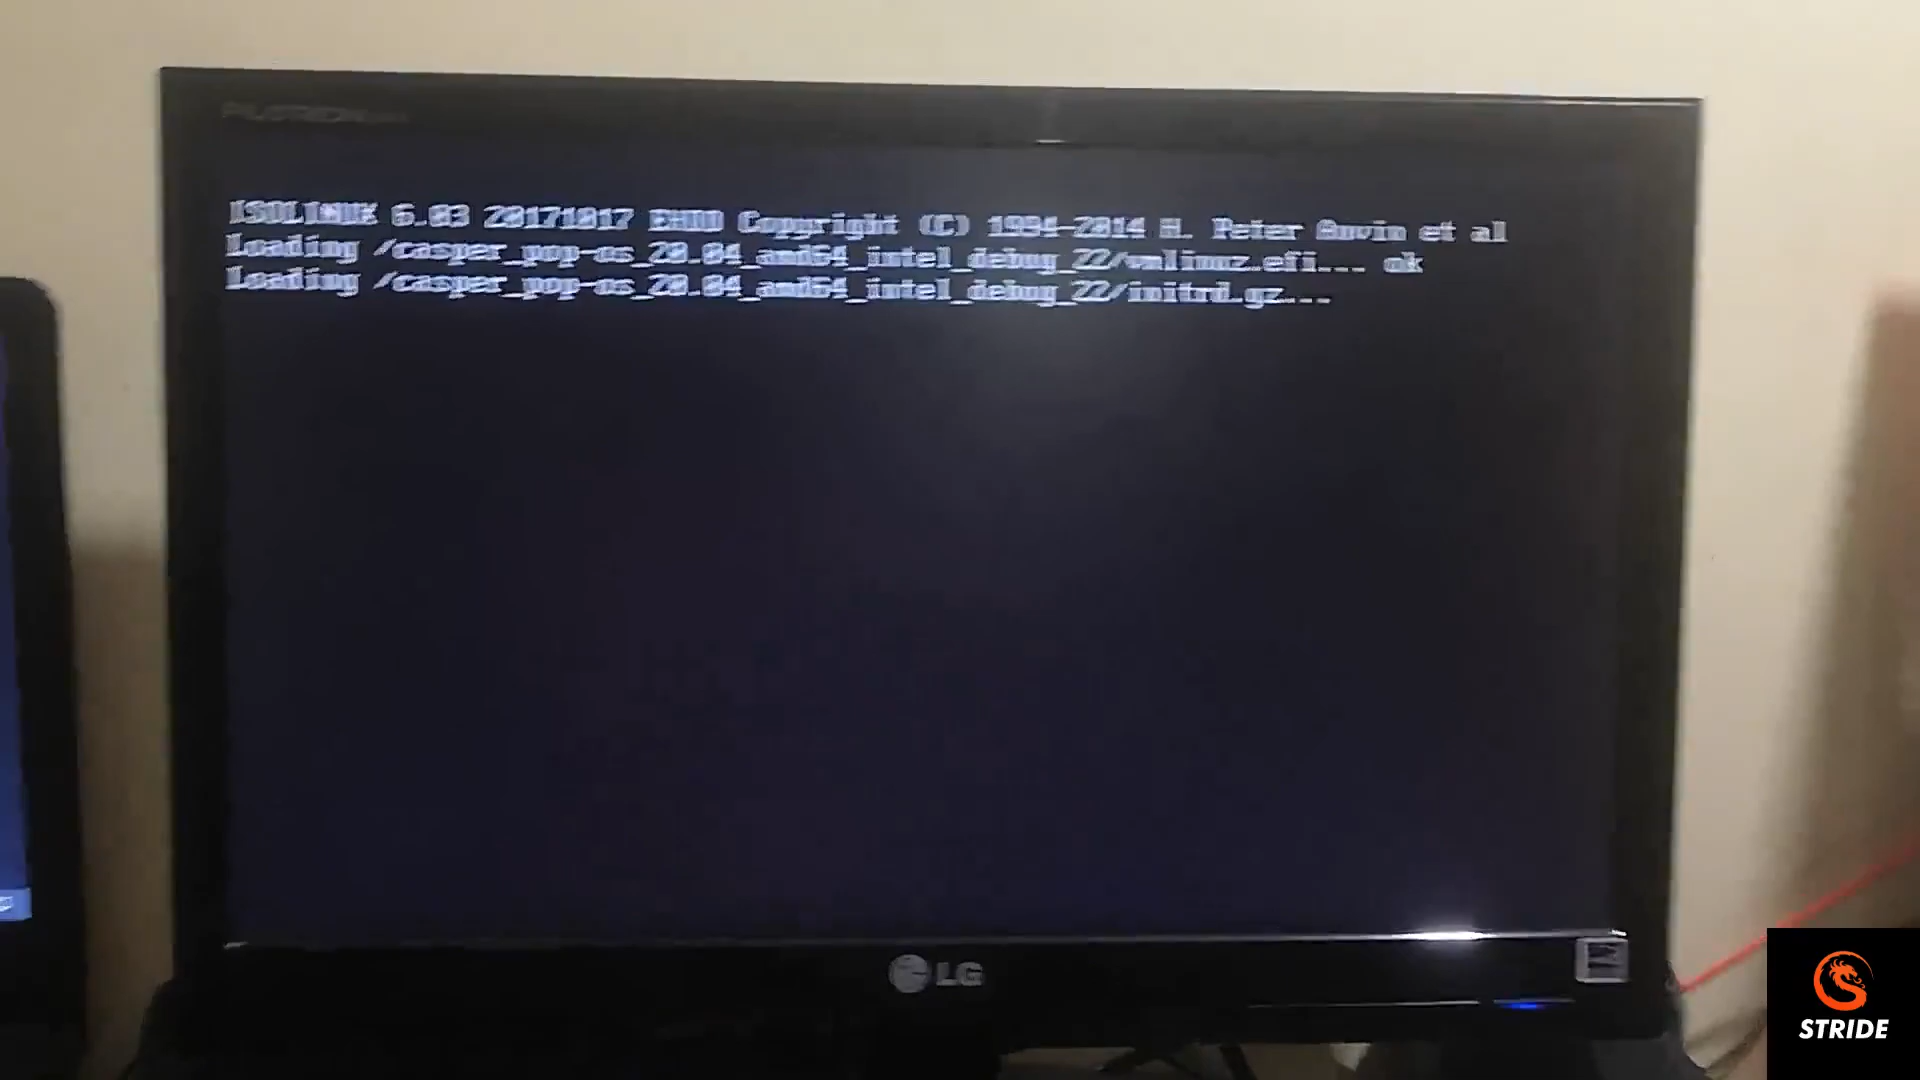 FLATRON
ISOLINUX 6.03 20171017 EHDD Copyright (C) 1994-2014 H. Peter Anvin et al
Loading /casper_pop-os_20.04_amd64_intel_debug_22/vmlinuz.efi... ok
Loading /casper_pop-os_20.04_amd64_intel_debug_22/initrd.gz...
LG
STRIDE